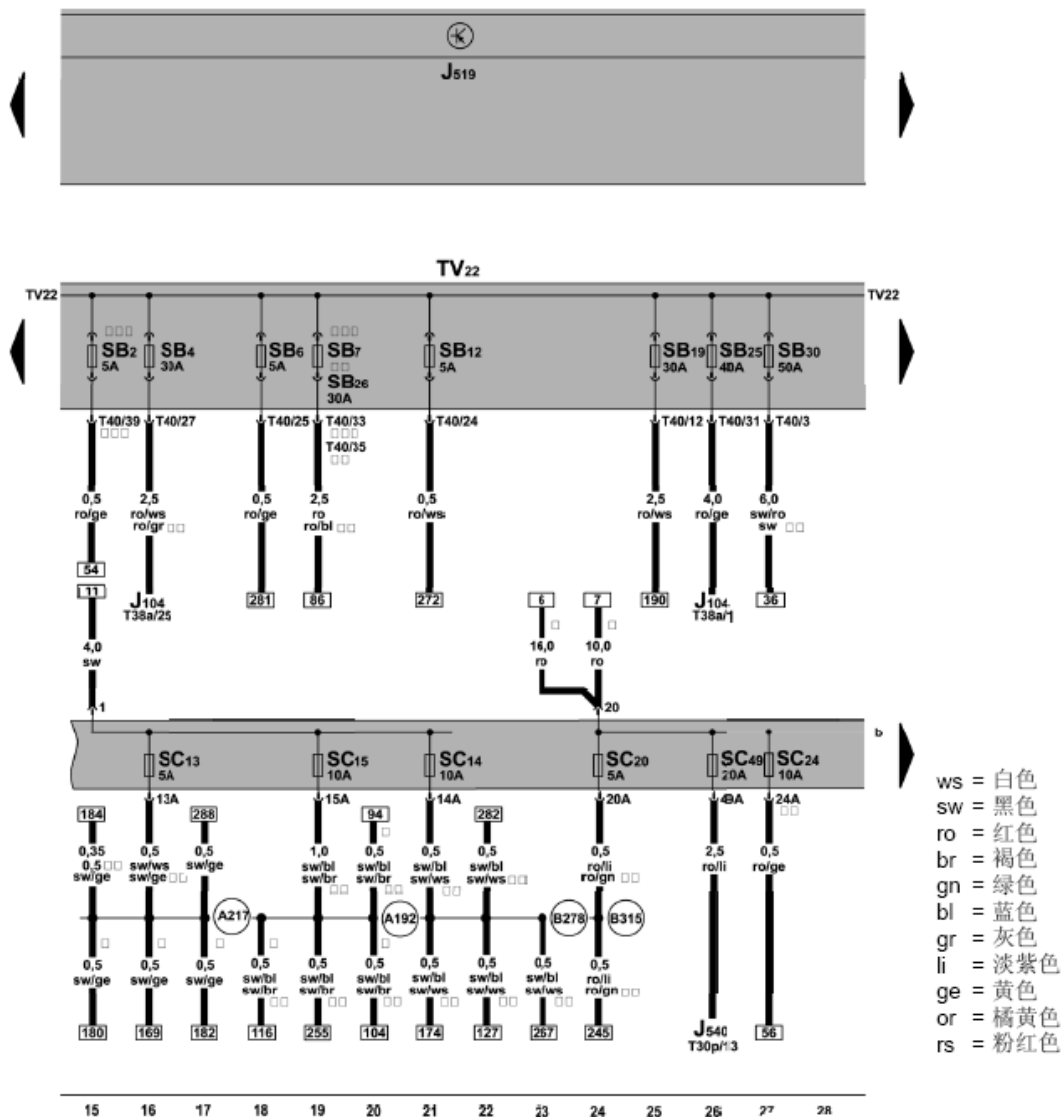 J519
TV22
TV22 TV22
SB2 SB4 SB6 SB7 SB12 SB19 SB25 SB30
5A 30A 5A 5A 30A 40A 50A
SB26
30A
T40/39 T40/27 T40/25 T40/33 T40/24 T40/12 T40/31 T40/3
T40/35
0,5 2,5 0,5 2,5 0,5 2,5 4,0 6,0
ro/ge ro/ws ro/ge ro ro/ws ro/ws ro/ge sw/ro
ro/gr ro/bl sw
54
11 J104 281 86 272 6 7 190 J104 36
T38a/25 T38a/1
4,0 16,0 10,0
sw ro ro
1 20
b
SC13 SC15 SC14 SC20 SC49 SC24
5A 10A 10A 5A 20A 10A
13A 15A 14A 20A 49A 24A
184 288 94 282
0,35 0,5 0,5 1,0 0,5 0,5 0,5 0,5 2,5 0,5
0,5 sw/ws sw/ge sw/bl sw/bl sw/bl sw/bl ro/li ro/li ro/ge
sw/ge sw/ge sw/br sw/br sw/ws sw/ws ro/gn
A217 A192 B278 B315
0,5 0,5 0,5 0,5 0,5 0,5 0,5 0,5 0,5 0,5
sw/ge sw/ge sw/ge sw/bl sw/bl sw/bl sw/bl sw/bl sw/bl ro/li
sw/br sw/br sw/br sw/ws sw/ws sw/ws ro/gn
180 169 182 116 255 104 174 127 267 245 J540 56
T30p/13
15 16 17 18 19 20 21 22 23 24 25 26 27 28
ws = 白色
sw = 黑色
ro = 红色
br = 褐色
gn = 绿色
bl = 蓝色
gr = 灰色
li = 淡紫色
ge = 黄色
or = 橘黄色
rs = 粉红色